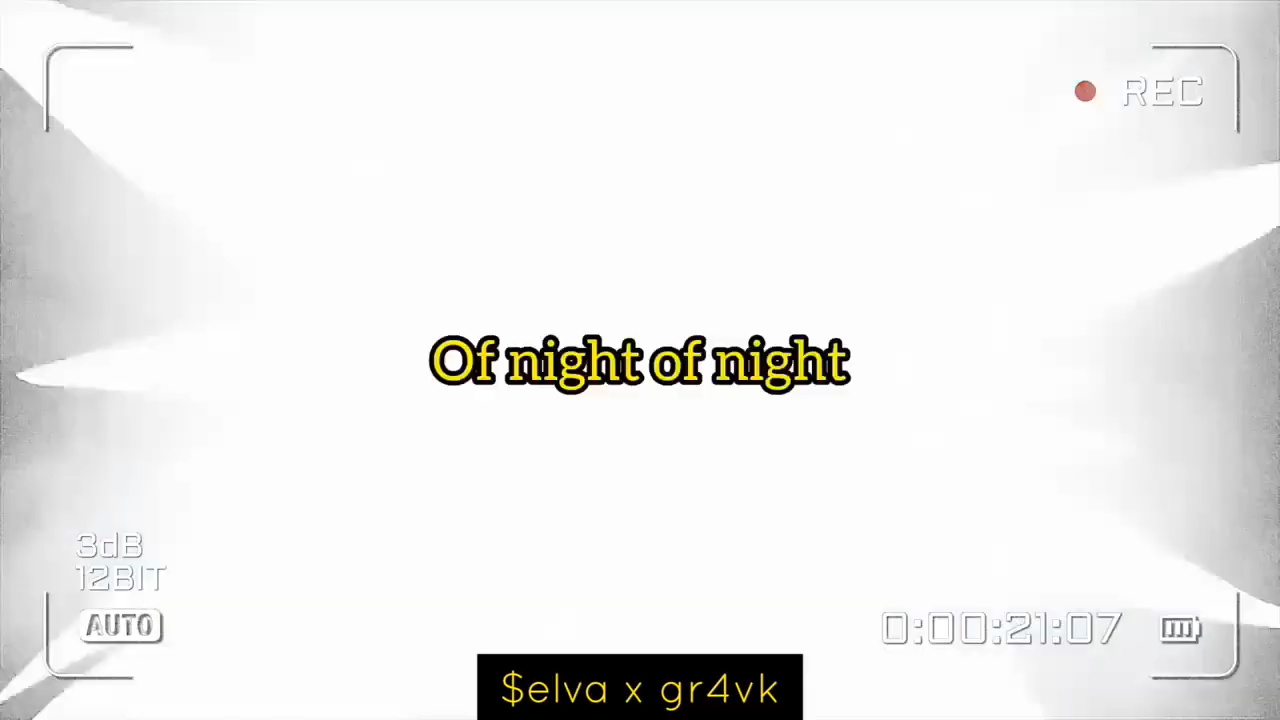 REC
Of night of night
3dB
12BIT
AUTO
0:00:21:07
$elva x gr4vk